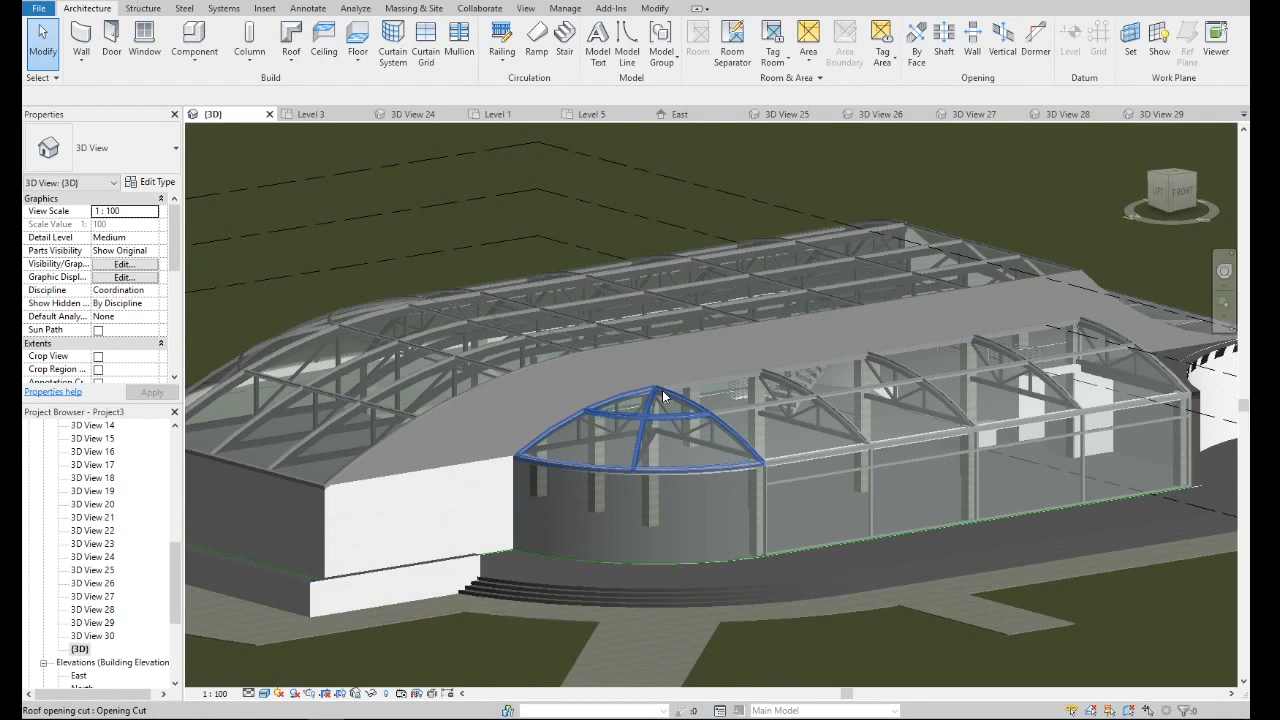 File Architecture Structure Steel Systems Insert Annotate Analyze Massing & Site Collaborate View Manage Add-Ins Modify
Modify Wall Door Window Component Column Roof Ceiling Floor Curtain System Curtain Grid Mullion Railing Ramp Stair Model Text Model Line Model Group Room Room Separator Tag Room Area Area Boundary Tag Area By Face Shaft Wall Vertical Dormer Level Grid Set Show Ref Plane Viewer
Select Build Circulation Model Room & Area Opening Datum Work Plane
Properties {3D} Level 3 3D View 24 Level 1 Level 5 East 3D View 25 3D View 26 3D View 27 3D View 28 3D View 29
3D View
3D View: {3D} Edit Type
Graphics
View Scale 1 : 100
Scale Value 1: 100
Detail Level Medium
Parts Visibility Show Original
Visibility/Grap... Edit...
Graphic Displ... Edit...
Discipline Coordination
Show Hidden By Discipline
Default Analy... None
Sun Path
Extents
Crop View
Crop Region ...
Properties help Apply
Project Browser - Project3
3D View 14
3D View 15
3D View 16
3D View 17
3D View 18
3D View 19
3D View 20
3D View 21
3D View 22
3D View 23
3D View 24
3D View 25
3D View 26
3D View 27
3D View 28
3D View 29
3D View 30
{3D}
Elevations (Building Elevation
East
FRONT
1 : 100
Roof opening cut : Opening Cut :0 Main Model :0